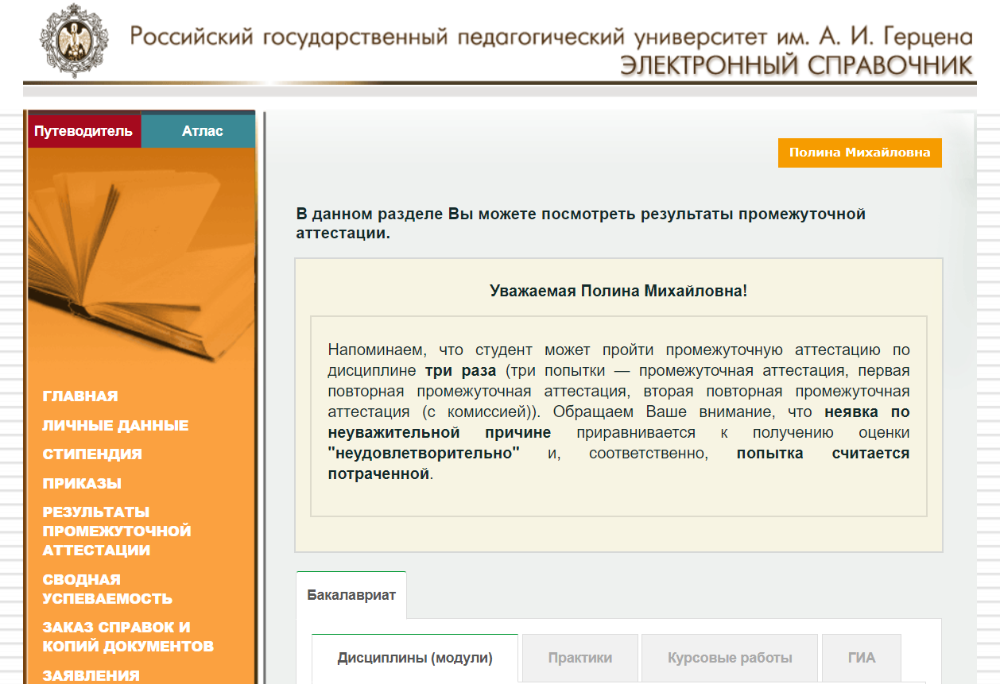 Российский государственный педагогический университет им. А. И. Герцена
ЭЛЕКТРОННЫЙ СПРАВОЧНИК
Путеводитель
Атлас
ГЛАВНАЯ
ЛИЧНЫЕ ДАННЫЕ
СТИПЕНДИЯ
ПРИКАЗЫ
РЕЗУЛЬТАТЫ
ПРОМЕЖУТОЧНОЙ
АТТЕСТАЦИИ
СВОДНАЯ
УСПЕВАЕМОСТЬ
ЗАКАЗ СПРАВОК И
КОПИЙ ДОКУМЕНТОВ
ЗАЯВЛЕНИЯ
Полина Михайловна
В данном разделе Вы можете посмотреть результаты промежуточной
аттестации.
Уважаемая Полина Михайловна!
Напоминаем, что студент может пройти промежуточную аттестацию по
дисциплине три раза (три попытки — промежуточная аттестация, первая
повторная промежуточная аттестация, вторая повторная промежуточная
аттестация (с комиссией)). Обращаем Ваше внимание, что неявка по
неуважительной причине приравнивается к получению оценки
"неудовлетворительно" и, соответственно, попытка считается
потраченной.
Бакалавриат
Дисциплины (модули)
Практики
Курсовые работы
ГИА